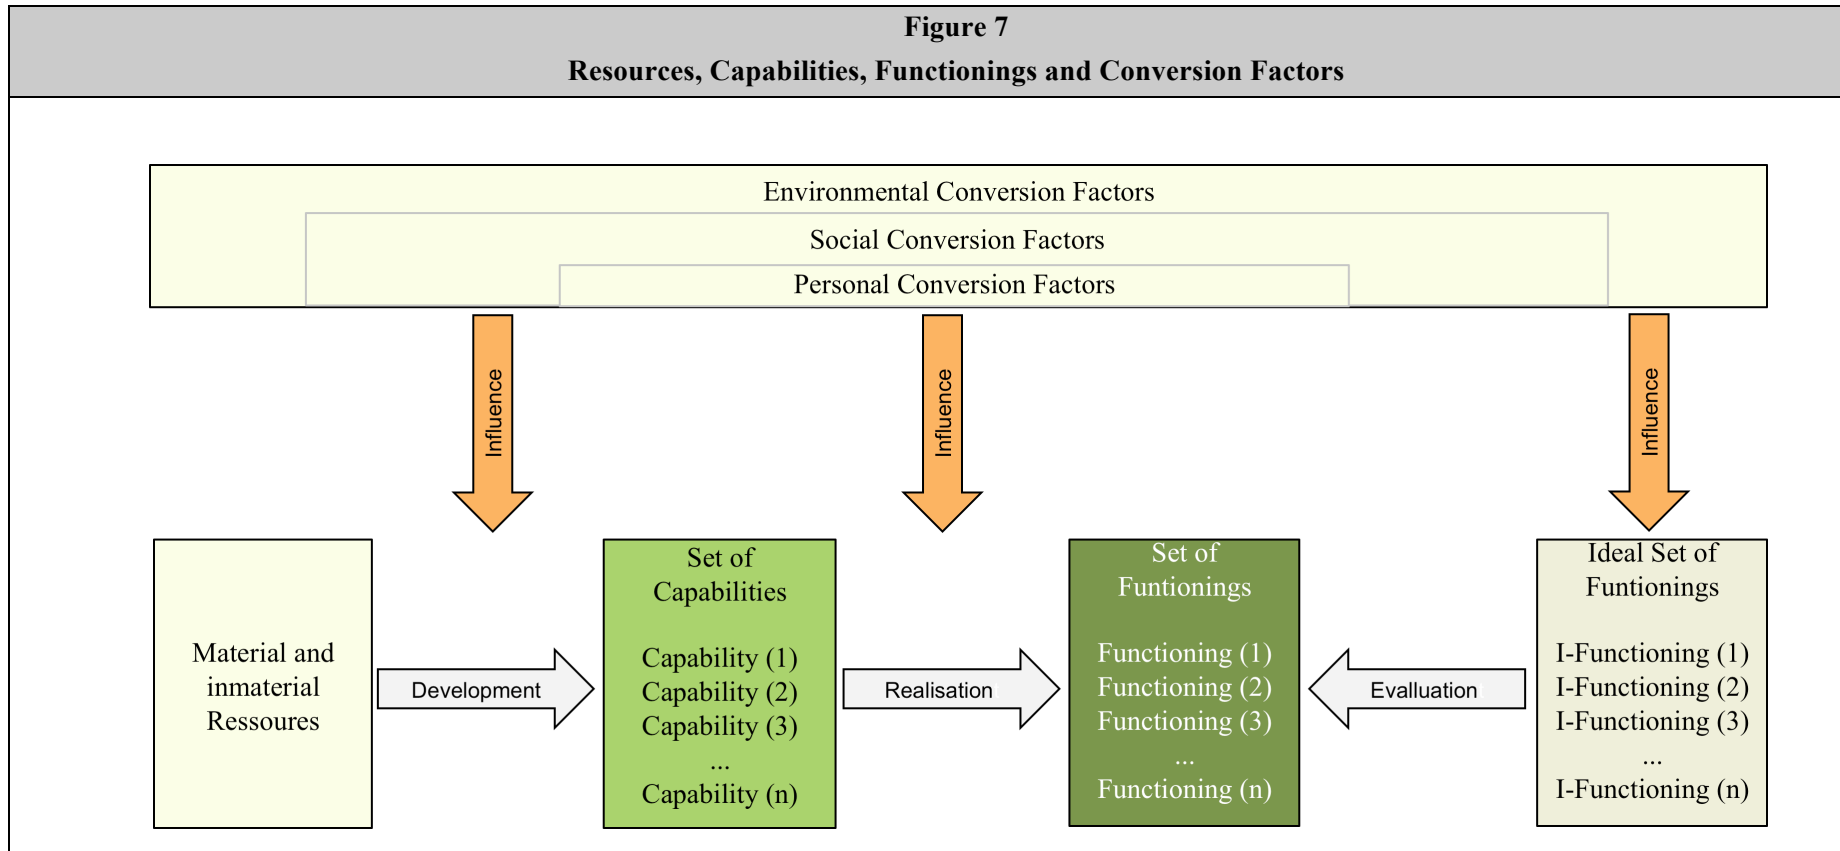 Figure 7
Resources, Capabilities, Functionings and Conversion Factors
Environmental Conversion Factors
Social Conversion Factors
Personal Conversion Factors
Influence
Influence
Influence
Material and
inmaterial
Ressoures
Development
Set of
Capabilities
Capability (1)
Capability (2)
Capability (3)
...
Capability (n)
Realisation
Set of
Funtionings
Functioning (1)
Functioning (2)
Functioning (3)
...
Functioning (n)
Evalluation
Ideal Set of
Funtionings
I-Functioning (1)
I-Functioning (2)
I-Functioning (3)
...
I-Functioning (n)